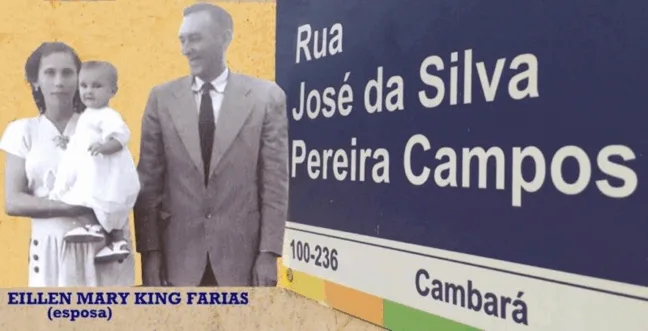 Rua
José da Silva
Pereira Campos
100-236
Cambará
EILLEN MARY KING FARIAS
(esposa)